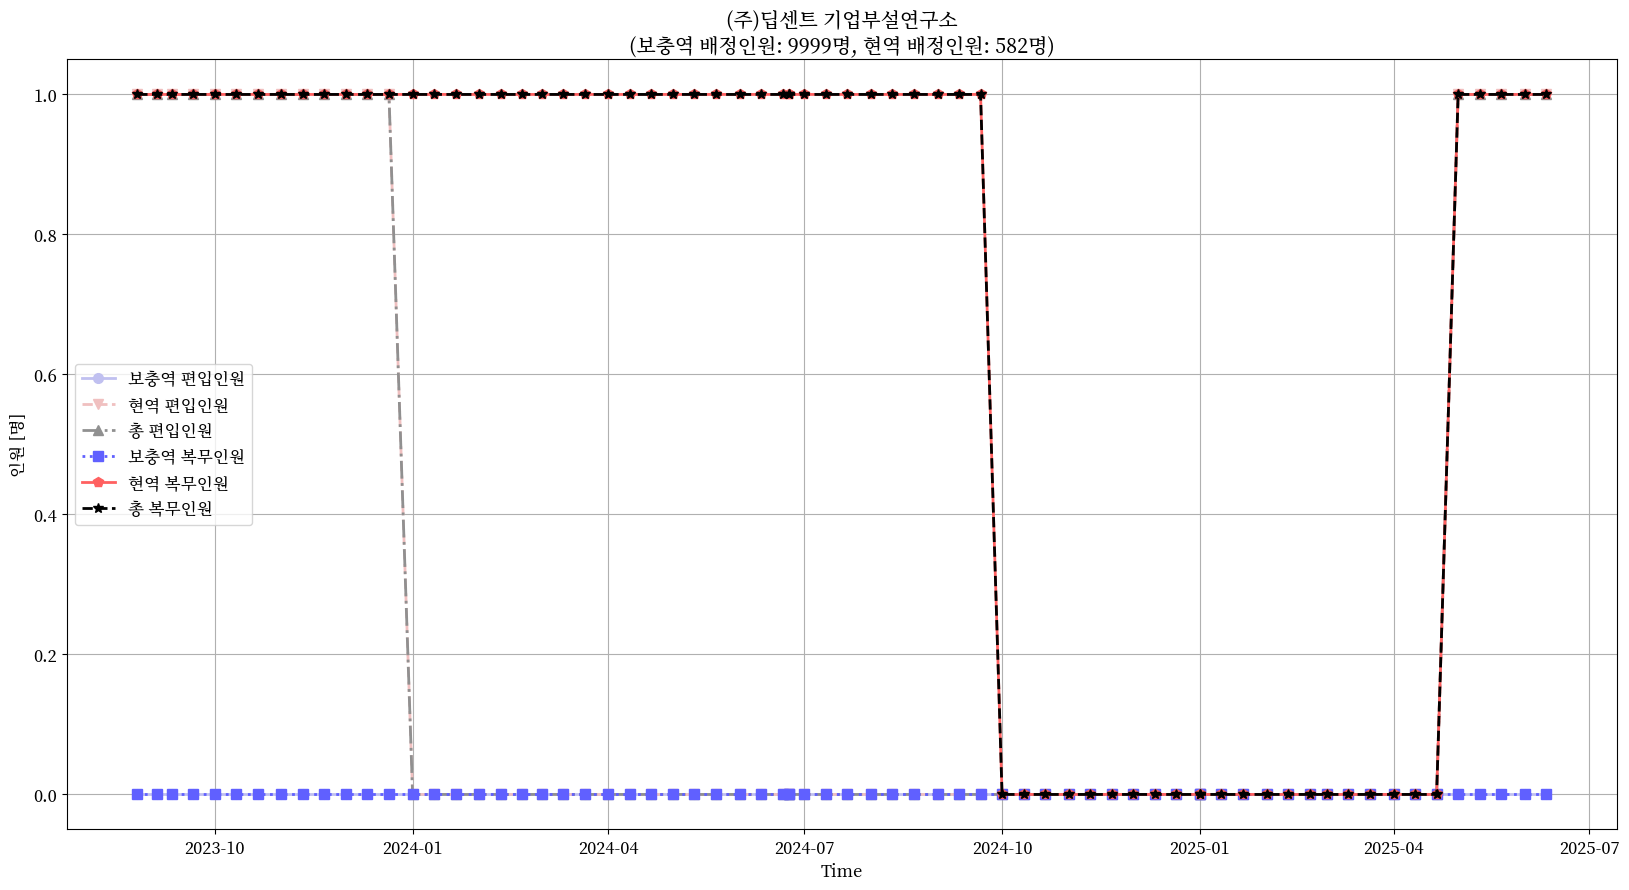 (주)딥센트 기업부설연구소
(보충역 배정인원: 9999명, 현역 배정인원: 582명)
1.0
0.8
0.6
0.4
0.2
0.0
인원 [명]
보충역 편입인원
현역 편입인원
총 편입인원
보충역 복무인원
현역 복무인원
총 복무인원
2023-10
2024-01
2024-04
2024-07
2024-10
2025-01
2025-04
2025-07
Time